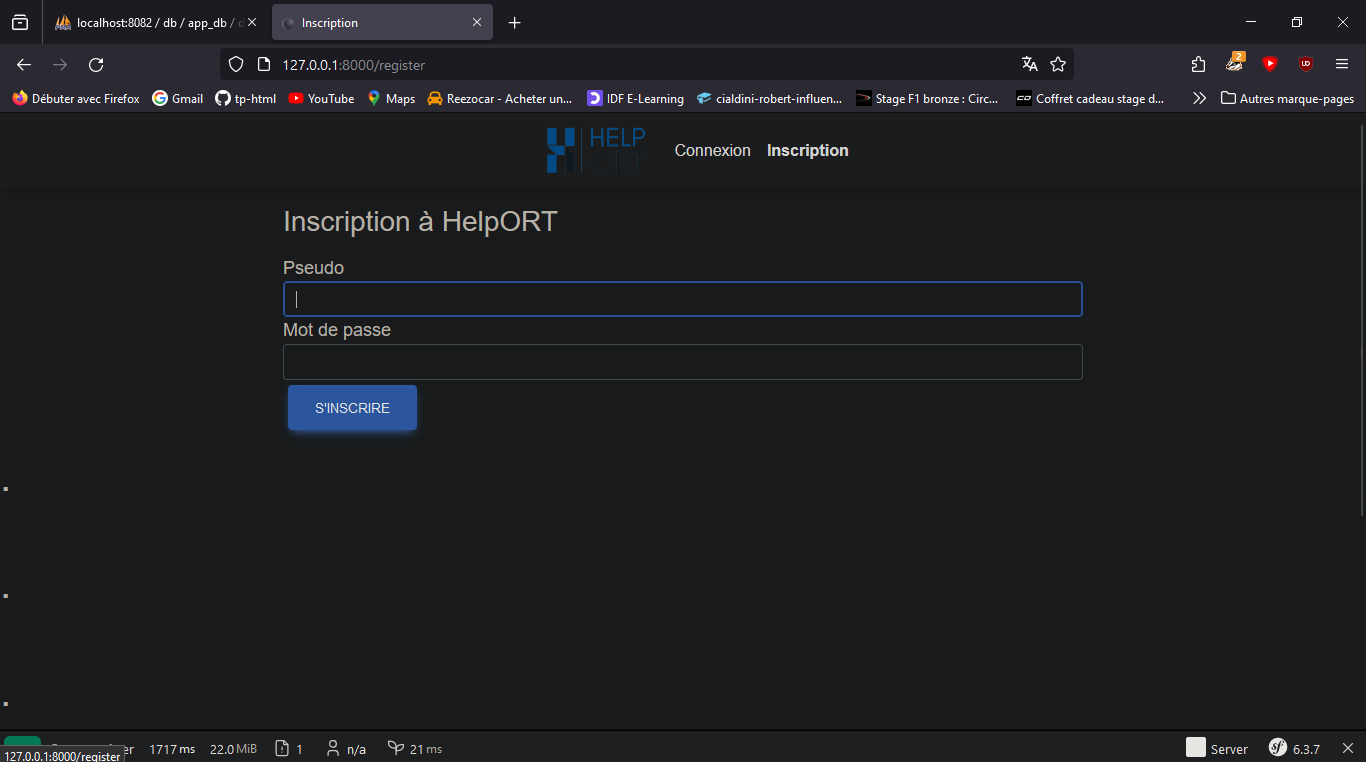 localhost:8082 / db / app_db /
Inscription
127.0.0.1:8000/register
2
Débuter avec Firefox
Gmail
tp-html
YouTube
Maps
Reezocar - Acheter un...
IDF E-Learning
cialdini-robert-influen...
Stage F1 bronze : Circ...
Coffret cadeau stage d...
Autres marque-pages
HELP
ORT
Connexion
Inscription
Inscription à HelpORT
Pseudo
Mot de passe
S'INSCRIRE
1717 ms
22.0 MiB
1
n/a
21 ms
Server
6.3.7
127.0.0.1:8000/register